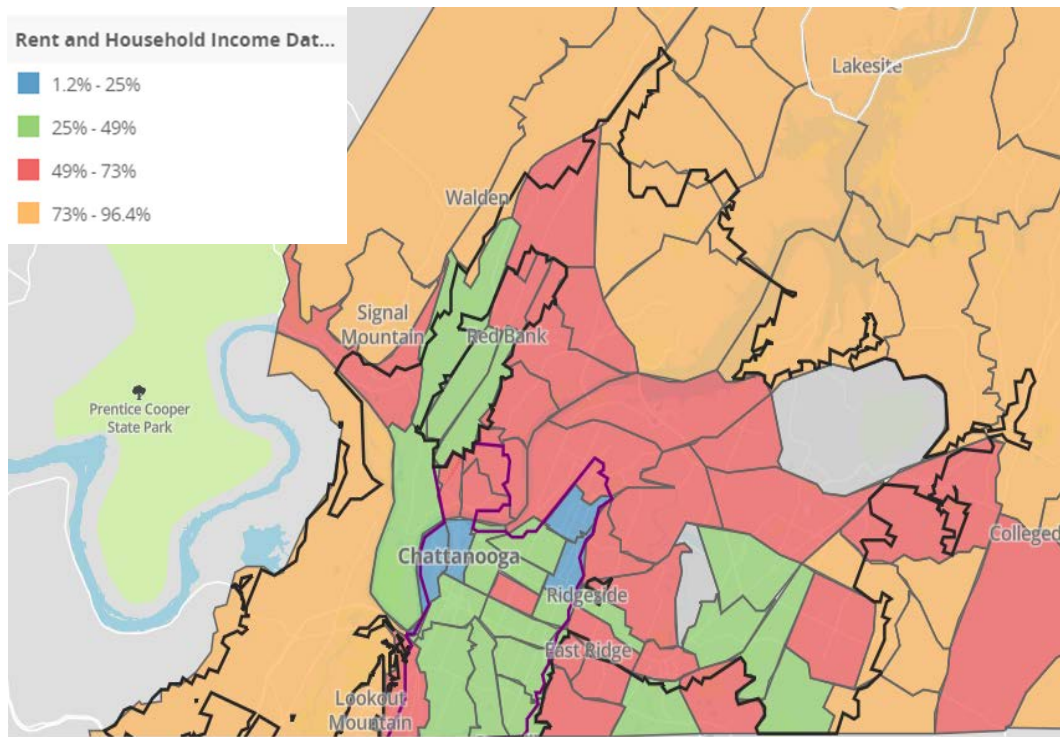 Rent and Household Income Dat...
1.2% - 25%
25% - 49%
49% - 73%
73% - 96.4%
Lakesite
Walden
Signal
Mountain
Red Bank
Prentice Cooper
State Park
Colleged
Chattanooga
Ridgeside
East Ridge
Lookout
Mountain